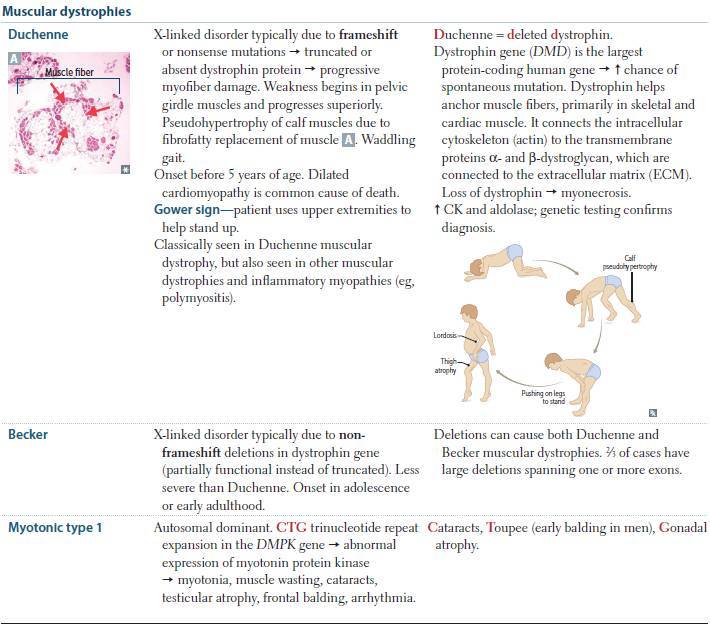 Muscular dystrophies
Duchenne
A
Muscle fiber
X-linked disorder typically due to frameshift
or nonsense mutations → truncated or
absent dystrophin protein → progressive
myofiber damage. Weakness begins in pelvic
girdle muscles and progresses superiorly.
Pseudohypertrophy of calf muscles due to
fibrofatty replacement of muscle A. Waddling
gait.
Onset before 5 years of age. Dilated
cardiomyopathy is common cause of death.
Gower sign—patient uses upper extremities to
help stand up.
Classically seen in Duchenne muscular
dystrophy, but also seen in other muscular
dystrophies and inflammatory myopathies (eg,
polymyositis).
Duchenne = deleted dystrophin.
Dystrophin gene (DMD) is the largest
protein-coding human gene → ↑ chance of
spontaneous mutation. Dystrophin helps
anchor muscle fibers, primarily in skeletal and
cardiac muscle. It connects the intracellular
cytoskeleton (actin) to the transmembrane
proteins α- and β-dystroglycan, which are
connected to the extracellular matrix (ECM).
Loss of dystrophin → myonecrosis.
↑ CK and aldolase; genetic testing confirms
diagnosis.
Calf
pseudohypertrophy
Lordosis
Thigh
atrophy
Pushing on legs
to stand
Becker
X-linked disorder typically due to non-
frameshift deletions in dystrophin gene
(partially functional instead of truncated). Less
severe than Duchenne. Onset in adolescence
or early adulthood.
Deletions can cause both Duchenne and
Becker muscular dystrophies. ⅔ of cases have
large deletions spanning one or more exons.
Myotonic type 1
Autosomal dominant. CTG trinucleotide repeat
expansion in the DMPK gene → abnormal
expression of myotonin protein kinase
→ myotonia, muscle wasting, cataracts,
testicular atrophy, frontal balding, arrhythmia.
Cataracts, Toupee (early balding in men), Gonadal
atrophy.